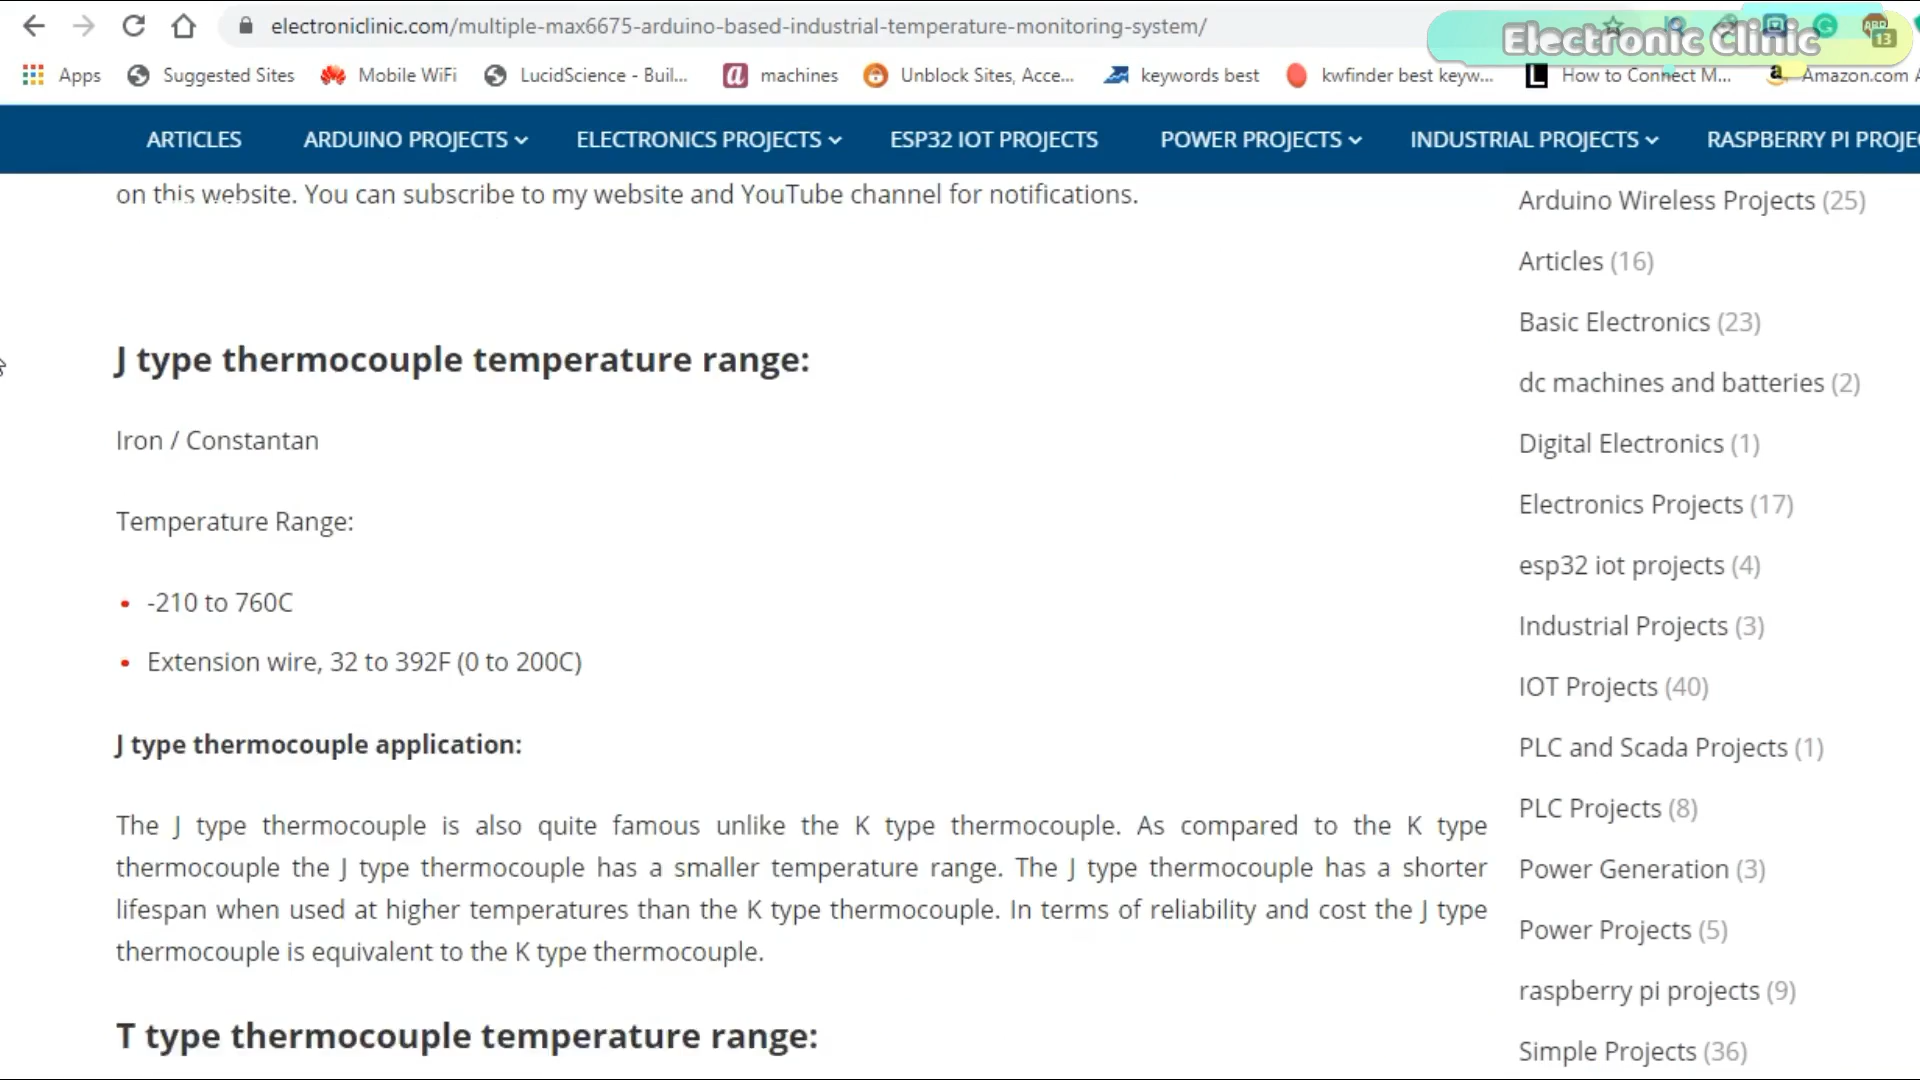 electroniclinic.com/multiple-max6675-arduino-based-industrial-temperature-monitoring-system/
Electronic Clinic
ABP
13
Apps
Suggested Sites
Mobile WiFi
LucidScience - Buil...
machines
Unblock Sites, Acce...
keywords best
kwfinder best keyw...
How to Connect M...
Amazon.com A
ARTICLES
ARDUINO PROJECTS
ELECTRONICS PROJECTS
ESP32 IOT PROJECTS
POWER PROJECTS
INDUSTRIAL PROJECTS
RASPBERRY PI PROJE
on this website. You can subscribe to my website and YouTube channel for notifications.
J type thermocouple temperature range:
Iron / Constantan
Temperature Range:
-210 to 760C
Extension wire, 32 to 392F (0 to 200C)
J type thermocouple application:
The J type thermocouple is also quite famous unlike the K type thermocouple. As compared to the K type
thermocouple the J type thermocouple has a smaller temperature range. The J type thermocouple has a shorter
lifespan when used at higher temperatures than the K type thermocouple. In terms of reliability and cost the J type
thermocouple is equivalent to the K type thermocouple.
T type thermocouple temperature range:
Arduino Wireless Projects (25)
Articles (16)
Basic Electronics (23)
dc machines and batteries (2)
Digital Electronics (1)
Electronics Projects (17)
esp32 iot projects (4)
Industrial Projects (3)
IOT Projects (40)
PLC and Scada Projects (1)
PLC Projects (8)
Power Generation (3)
Power Projects (5)
raspberry pi projects (9)
Simple Projects (36)